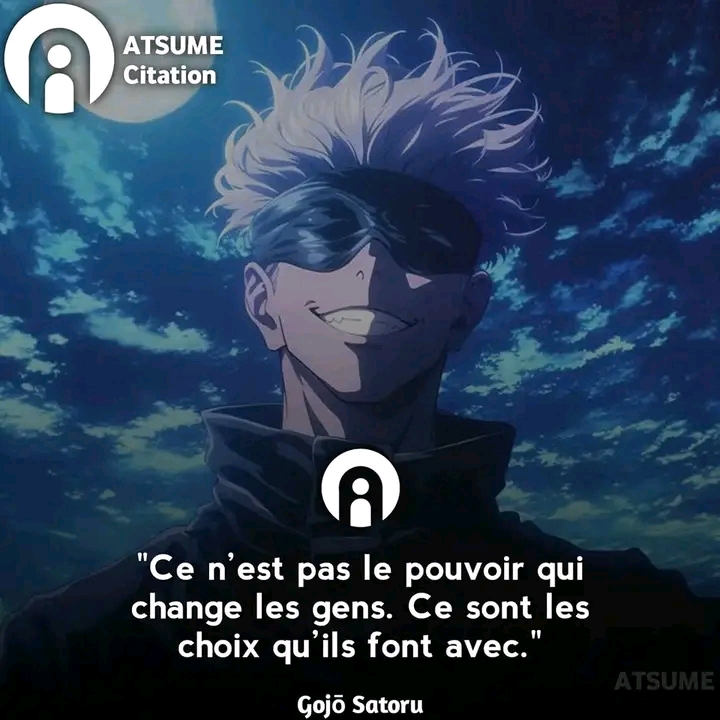 ATSUME
Citation
"Ce n’est pas le pouvoir qui
change les gens. Ce sont les
choix qu’ils font avec."
ATSUME
Gojō Satoru